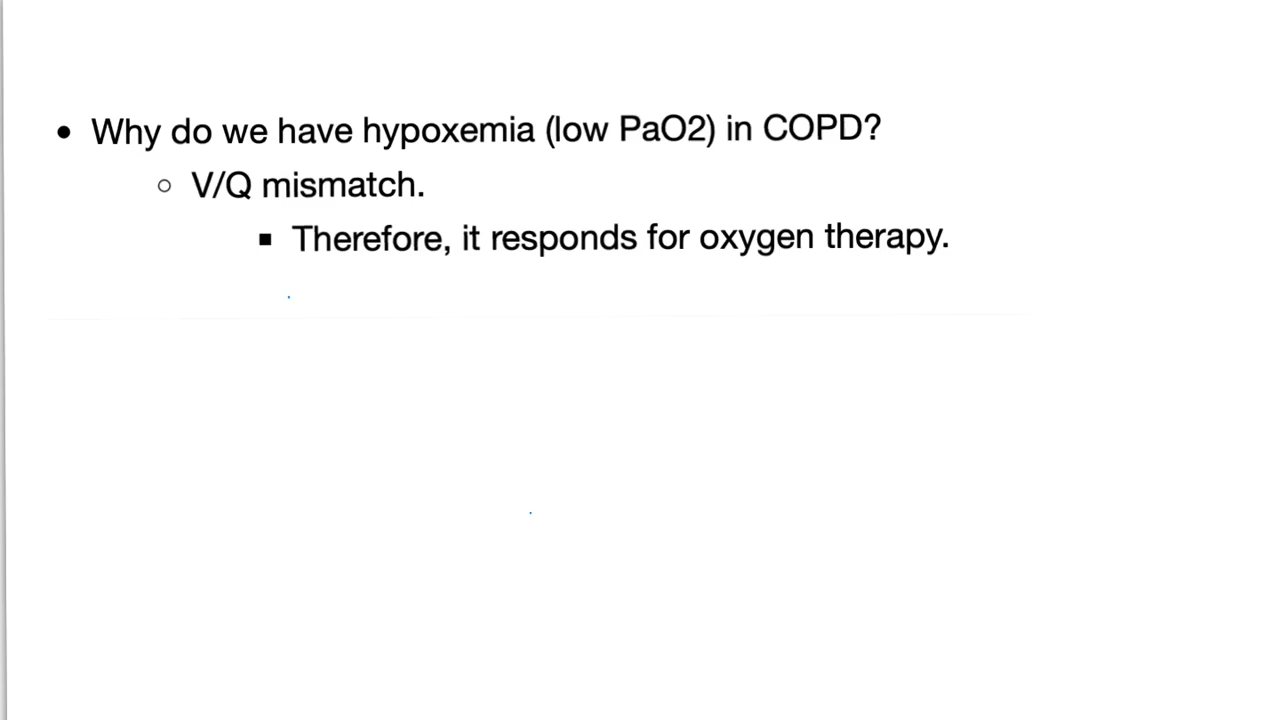 • Why do we have hypoxemia (low PaO2) in COPD?
○ V/Q mismatch.
▪ Therefore, it responds for oxygen therapy.